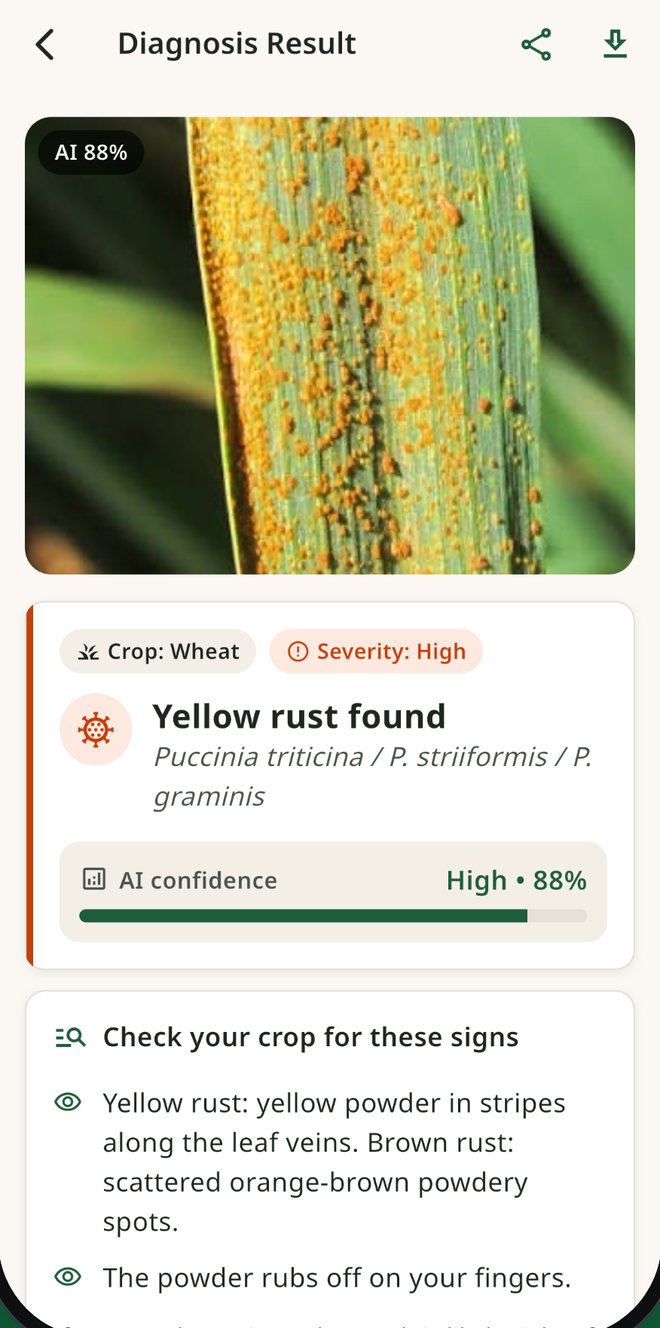 Diagnosis Result
AI 88%
Crop: Wheat
Severity: High
Yellow rust found
Puccinia triticina / P. striiformis / P.
graminis
AI confidence
High • 88%
Check your crop for these signs
Yellow rust: yellow powder in stripes
along the leaf veins. Brown rust:
scattered orange-brown powdery
spots.
The powder rubs off on your fingers.